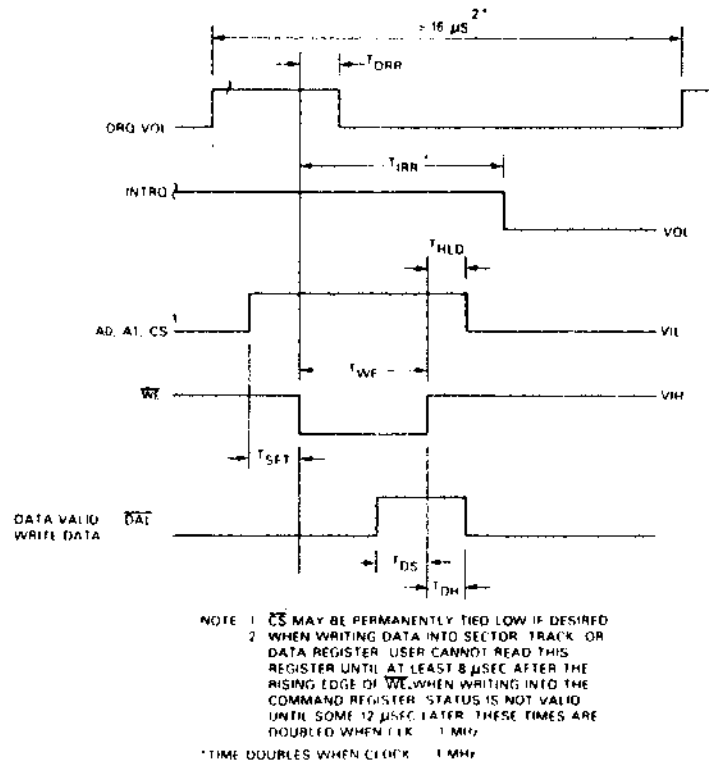 ≥ 16 µS 2*
TDRR
DRQ VOL
TIRR*
INTRQ
VOL
THLD
A0, A1, CS 1
VIL
TWE
WE
VIH
TSET
DATA VALID DAL
WRITE DATA
TDS
TDH
NOTE 1 CS MAY BE PERMANENTLY TIED LOW IF DESIRED
2 WHEN WRITING DATA INTO SECTOR TRACK OR
DATA REGISTER USER CANNOT READ THIS
REGISTER UNTIL AT LEAST 8 µSEC AFTER THE
RISING EDGE OF WE. WHEN WRITING INTO THE
COMMAND REGISTER STATUS IS NOT VALID
UNTIL SOME 12 µSEC LATER THESE TIMES ARE
DOUBLED WHEN CLK 1 MHz
*TIME DOUBLES WHEN CLOCK 1 MHz